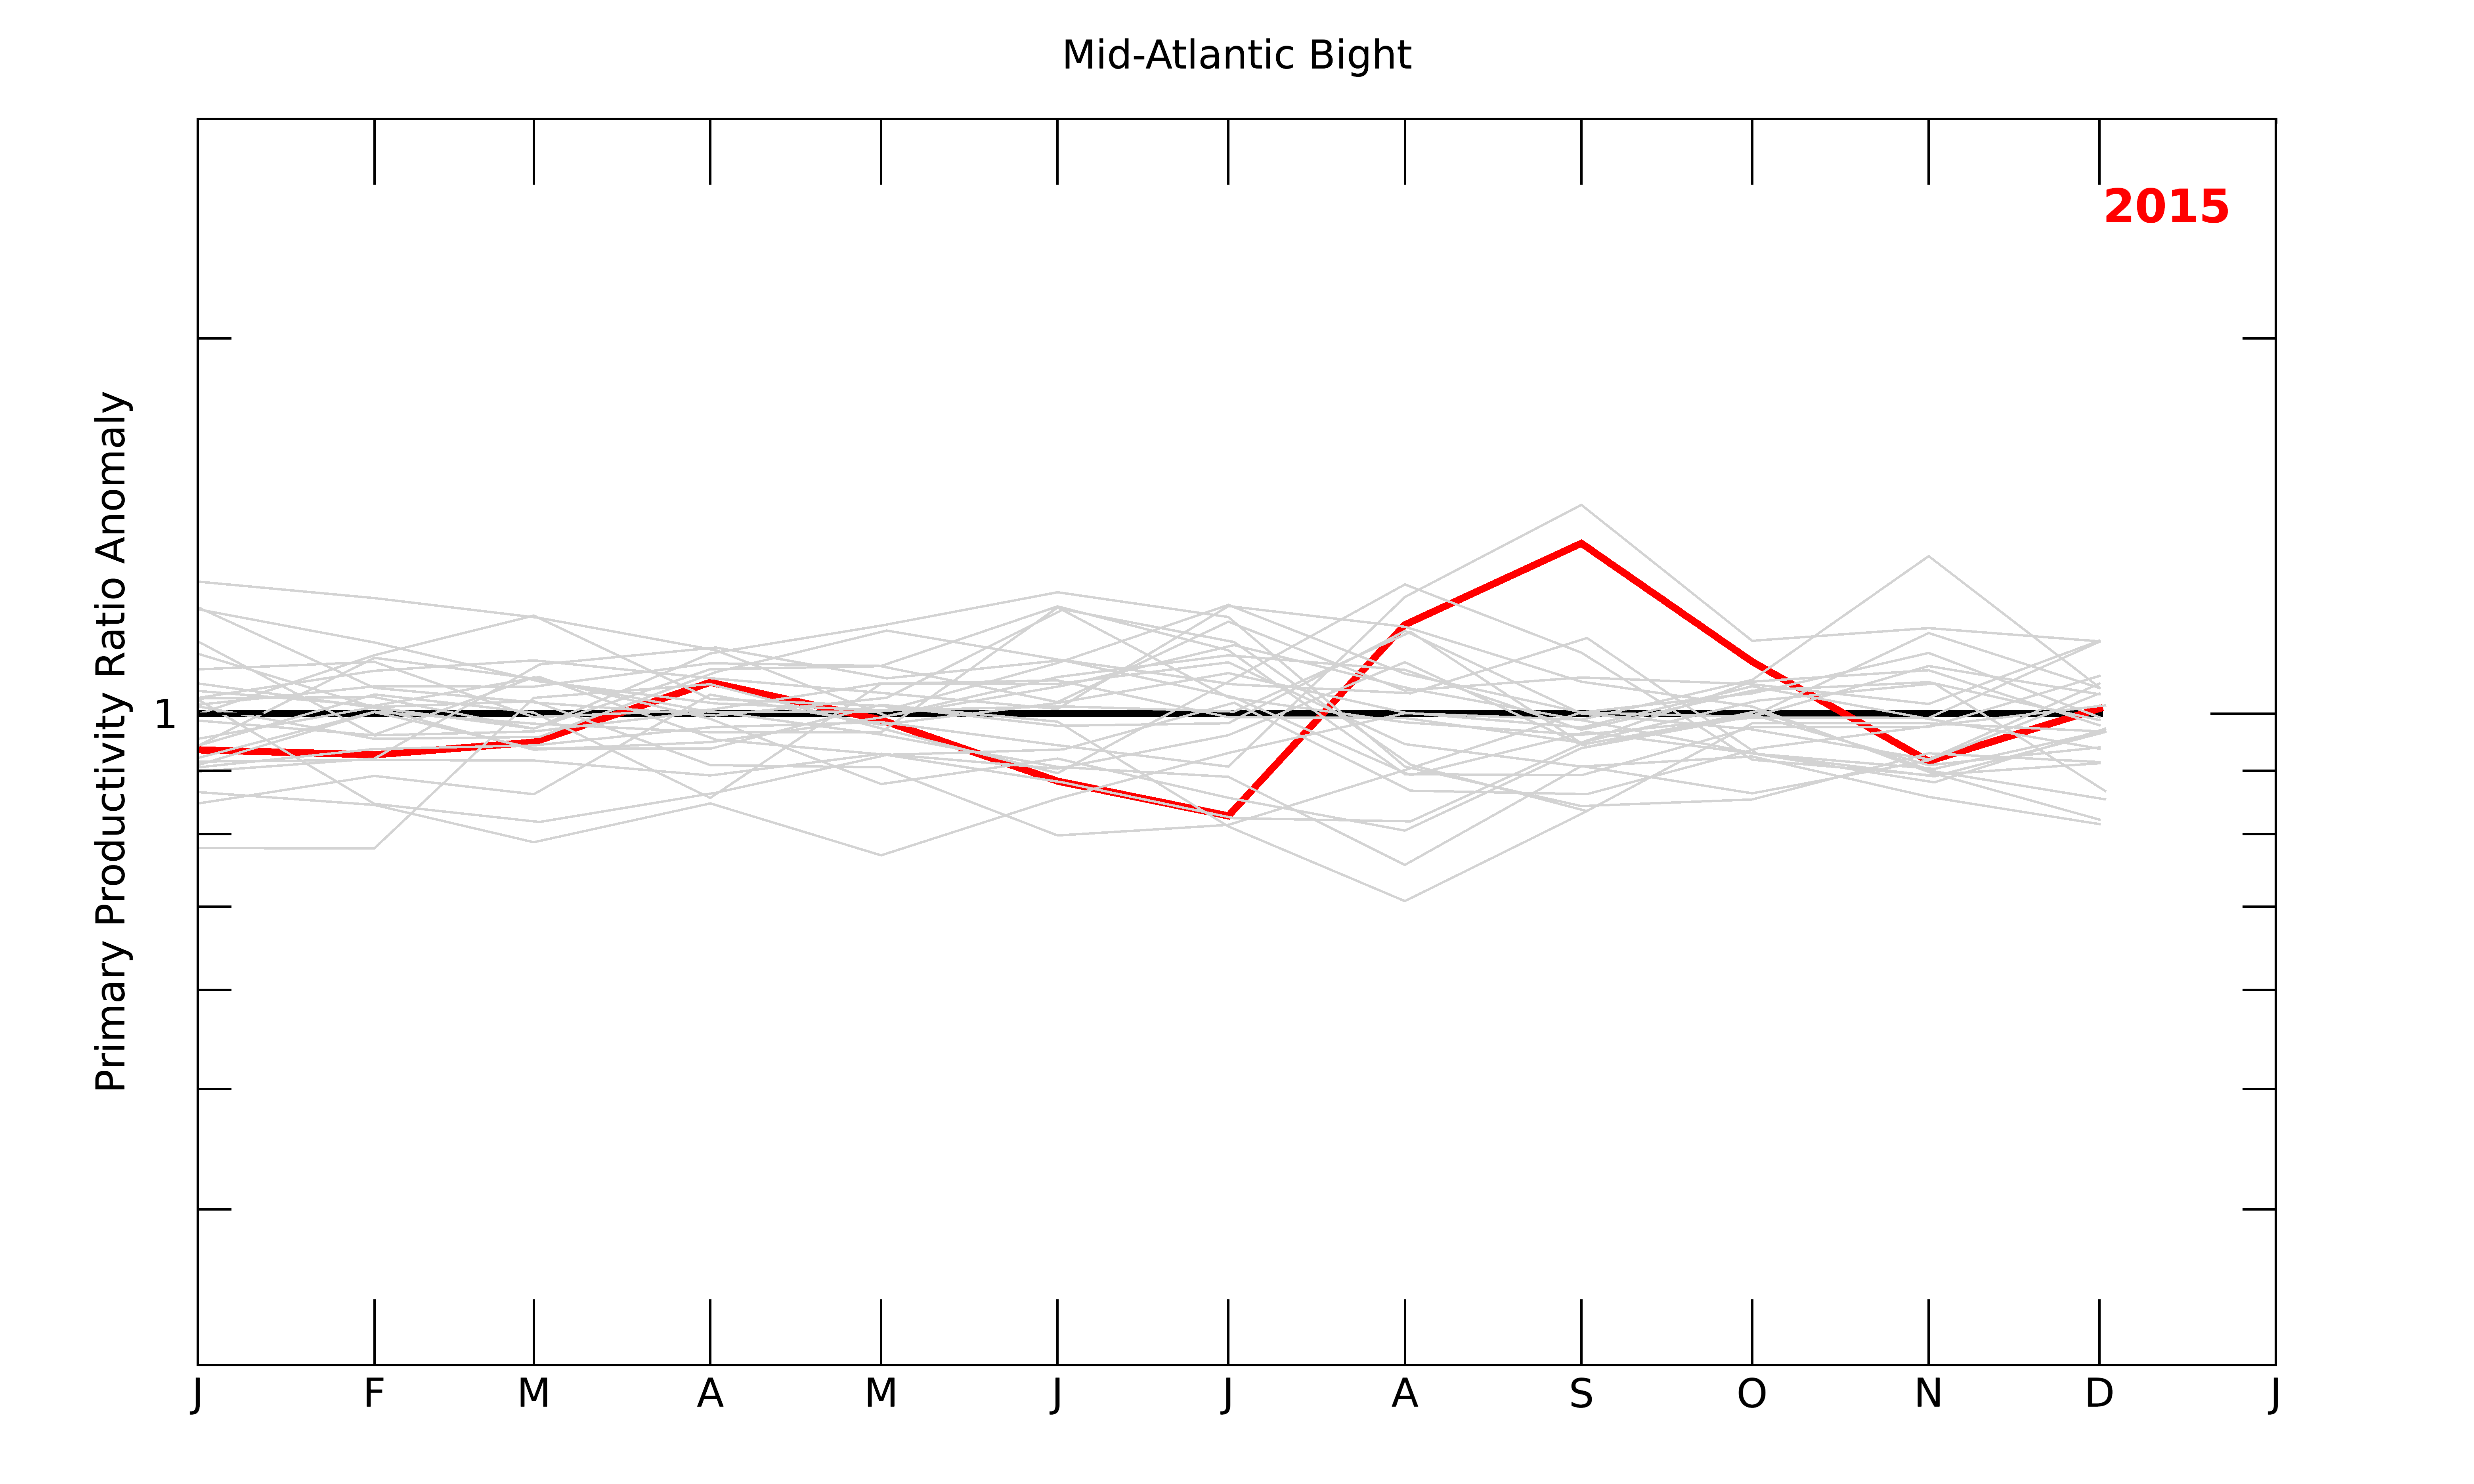 Mid-Atlantic Bight
2015
Primary Productivity Ratio Anomaly
1
J F M A M J J A S O N D J